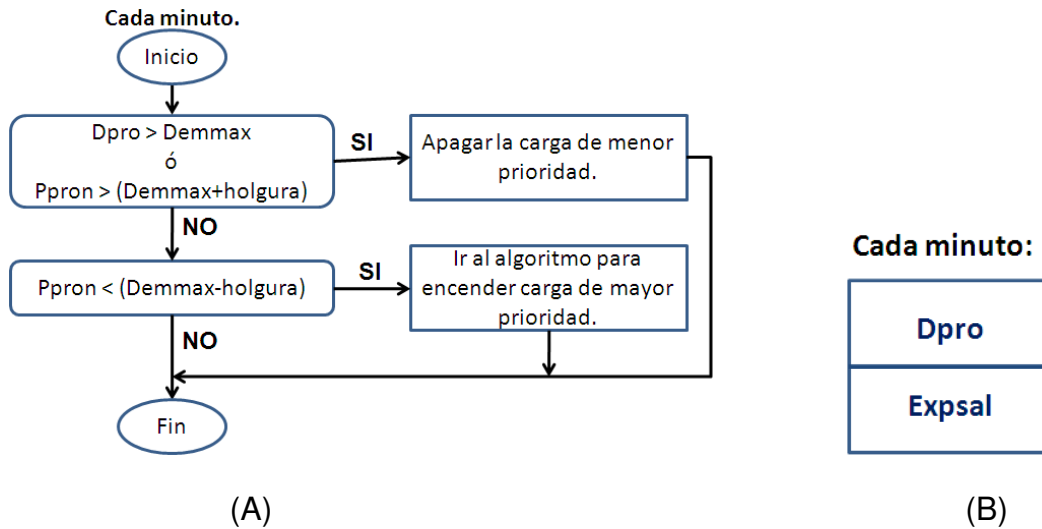 Cada minuto.
Inicio
Dpro > Demmax
ó
Ppron > (Demmax+holgura)
SI
Apagar la carga de menor
prioridad.
NO
Ppron < (Demmax-holgura)
SI
Ir al algoritmo para
encender carga de mayor
prioridad.
NO
Fin
(A)
Cada minuto:
Dpro
Expsal
(B)